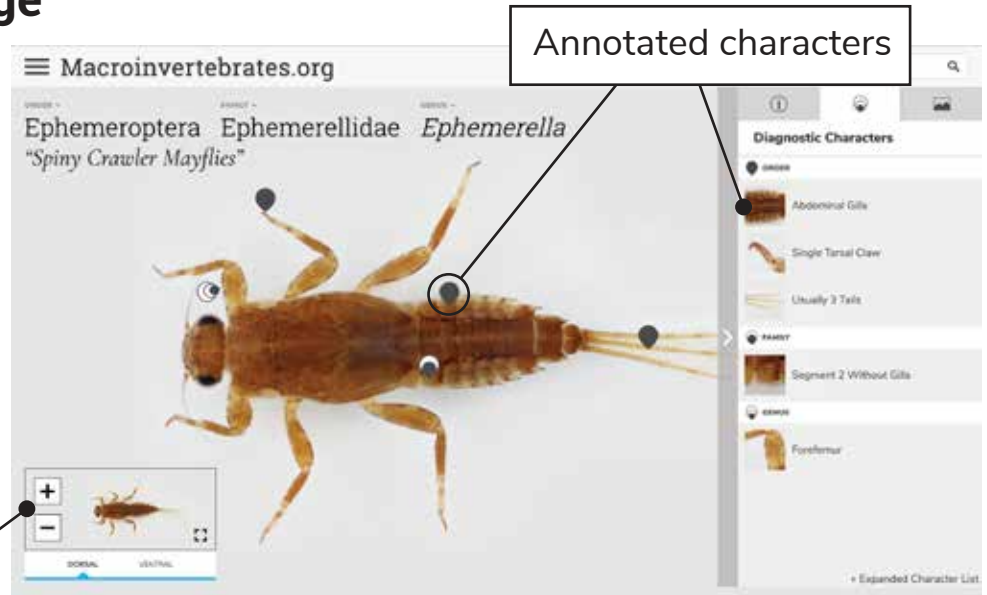 ge
Annotated characters
Macroinvertebrates.org
ORDER
FAMILY
GENUS
Ephemeroptera Ephemerellidae Ephemerella
"Spiny Crawler Mayflies"
Diagnostic Characters
ORDER
Abdominal Gills
Single Tarsal Claw
Usually 3 Tails
FAMILY
Segment 2 Without Gills
GENUS
Forefemur
+
−
DORSAL VENTRAL
+ Expanded Character List